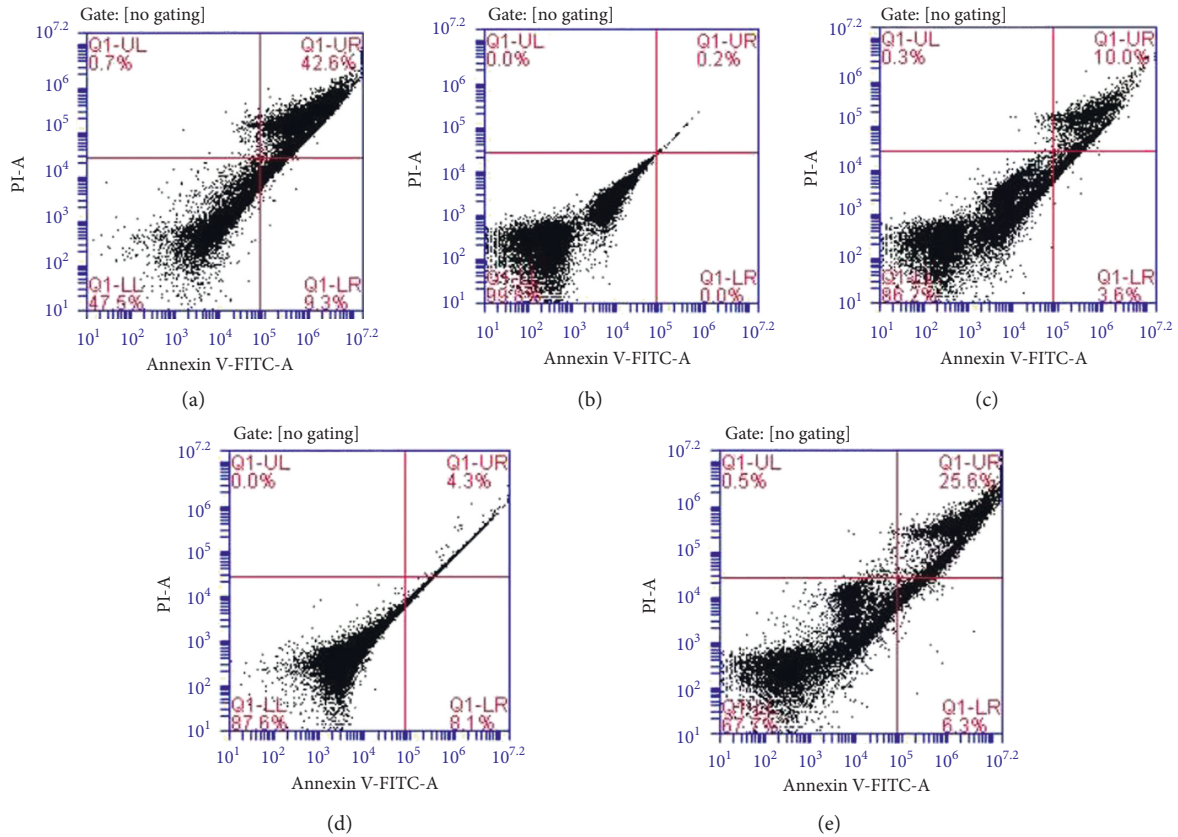 Gate: [no gating]
10^7.2
Q1-UL Q1-UR
0.7% 42.6%
10^6
10^5
10^4
10^3
10^2
10^1
PI-A
Q1-LL Q1-LR
47.5% 9.3%
10^1 10^2 10^3 10^4 10^5 10^6 10^7.2
Annexin V-FITC-A
(a)
Gate: [no gating]
10^7.2
Q1-UL Q1-UR
0.0% 0.2%
10^6
10^5
10^4
10^3
10^2
10^1
PI-A
Q1-LR
99.8% 0.0%
10^1 10^2 10^3 10^4 10^5 10^6 10^7.2
Annexin V-FITC-A
(b)
Gate: [no gating]
10^7.2
Q1-UL Q1-UR
0.3% 10.0%
10^6
10^5
10^4
10^3
10^2
10^1
PI-A
Q1-LL Q1-LR
86.2% 3.6%
10^1 10^2 10^3 10^4 10^5 10^6 10^7.2
Annexin V-FITC-A
(c)
Gate: [no gating]
10^7.2
Q1-UL Q1-UR
0.0% 4.3%
10^6
10^5
10^4
10^3
10^2
10^1
PI-A
Q1-LL Q1-LR
87.6% 8.1%
10^1 10^2 10^3 10^4 10^5 10^6 10^7.2
Annexin V-FITC-A
(d)
Gate: [no gating]
10^7.2
Q1-UL Q1-UR
0.5% 25.6%
10^6
10^5
10^4
10^3
10^2
10^1
PI-A
Q1-LR
67.7% 6.3%
10^1 10^2 10^3 10^4 10^5 10^6 10^7.2
Annexin V-FITC-A
(e)